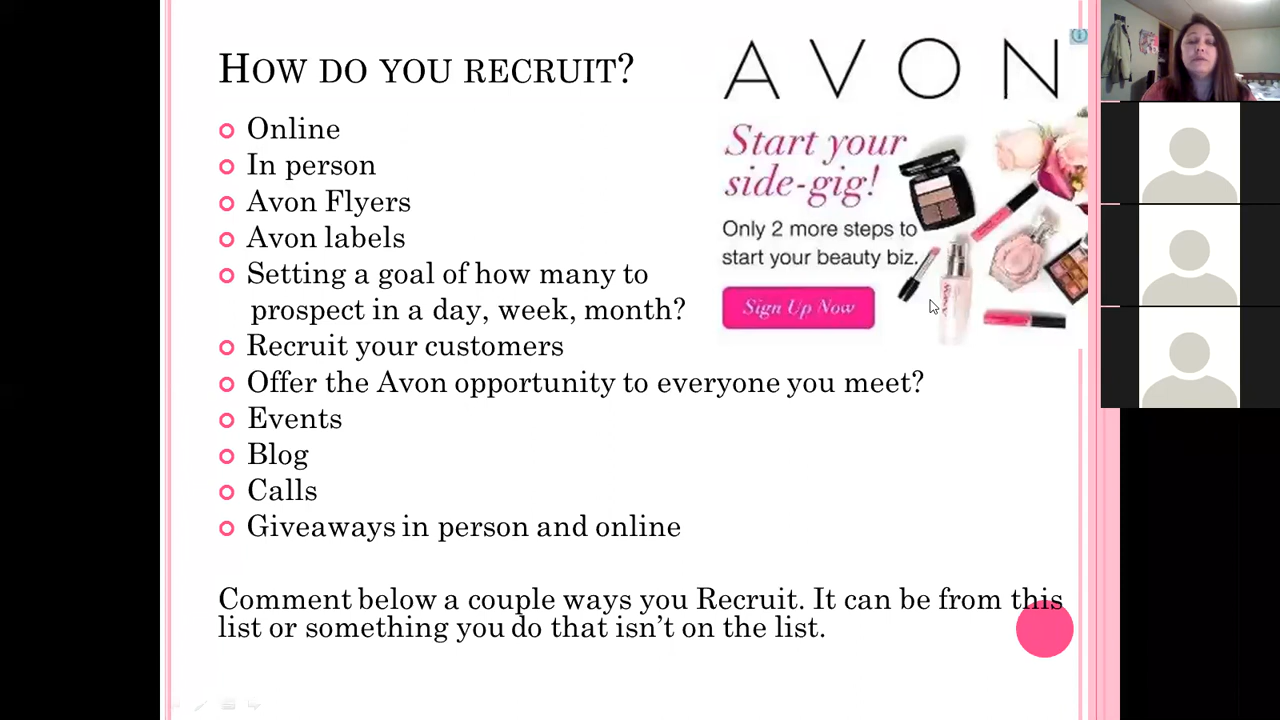 HOW DO YOU RECRUIT?
Online
In person
Avon Flyers
Avon labels
Setting a goal of how many to
prospect in a day, week, month?
Recruit your customers
Offer the Avon opportunity to everyone you meet?
Events
Blog
Calls
Giveaways in person and online
Comment below a couple ways you Recruit. It can be from this
list or something you do that isn’t on the list.
AVON
Start your
side-gig!
Only 2 more steps to
start your beauty biz.
Sign Up Now